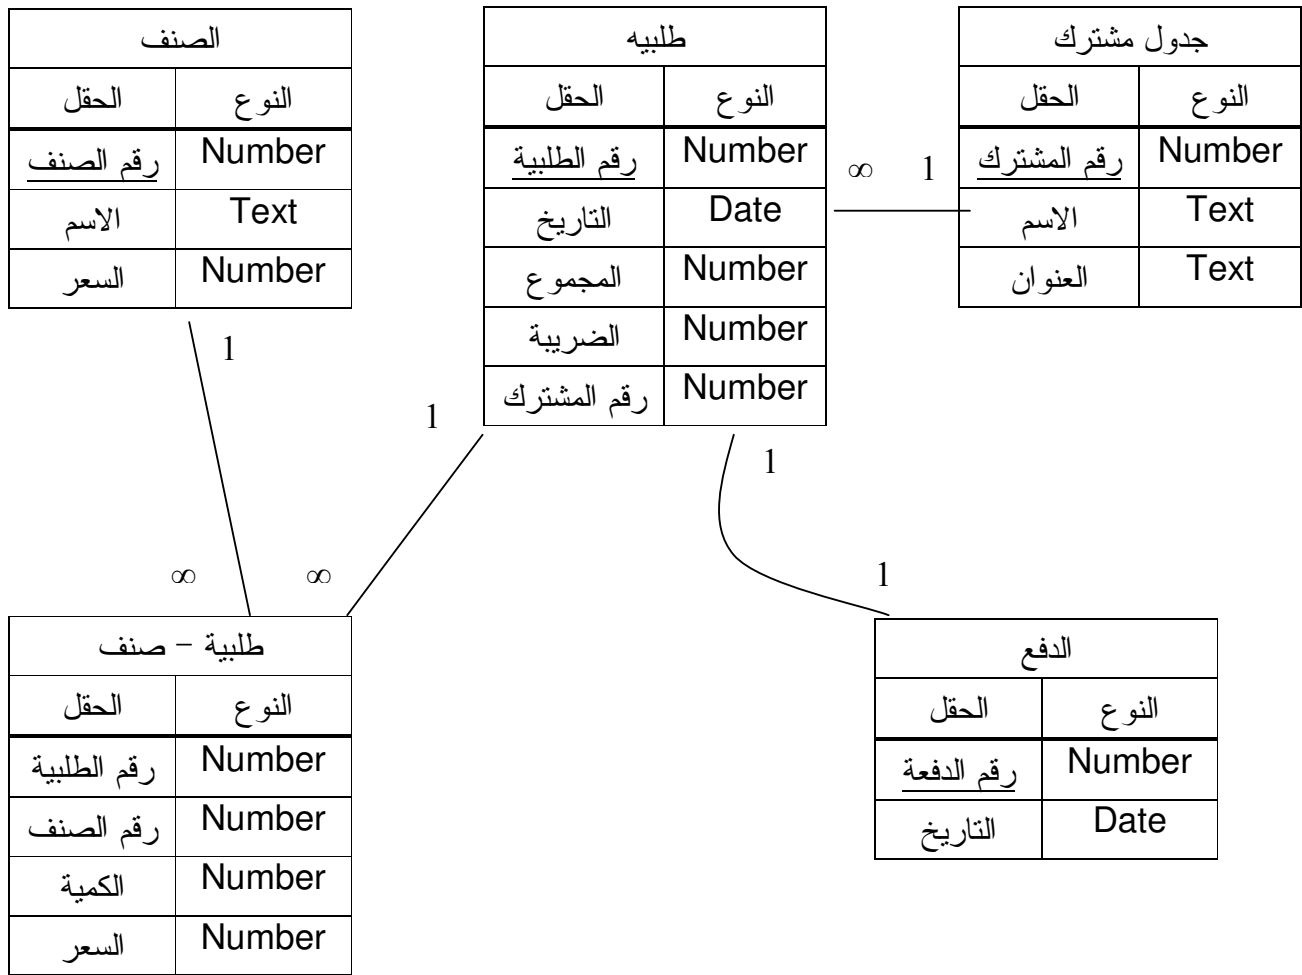 جدول مشترك
الحقل النوع
رقم المشترك Number
الاسم Text
العنوان Text
1 ∞
طلبيه
الحقل النوع
رقم الطلبية Number
التاريخ Date
المجموع Number
الضريبة Number
رقم المشترك Number
الصنف
الحقل النوع
رقم الصنف Number
الاسم Text
السعر Number
1
1
1
∞ ∞
1
طلبية – صنف
الحقل النوع
رقم الطلبية Number
رقم الصنف Number
الكمية Number
السعر Number
الدفع
الحقل النوع
رقم الدفعة Number
التاريخ Date